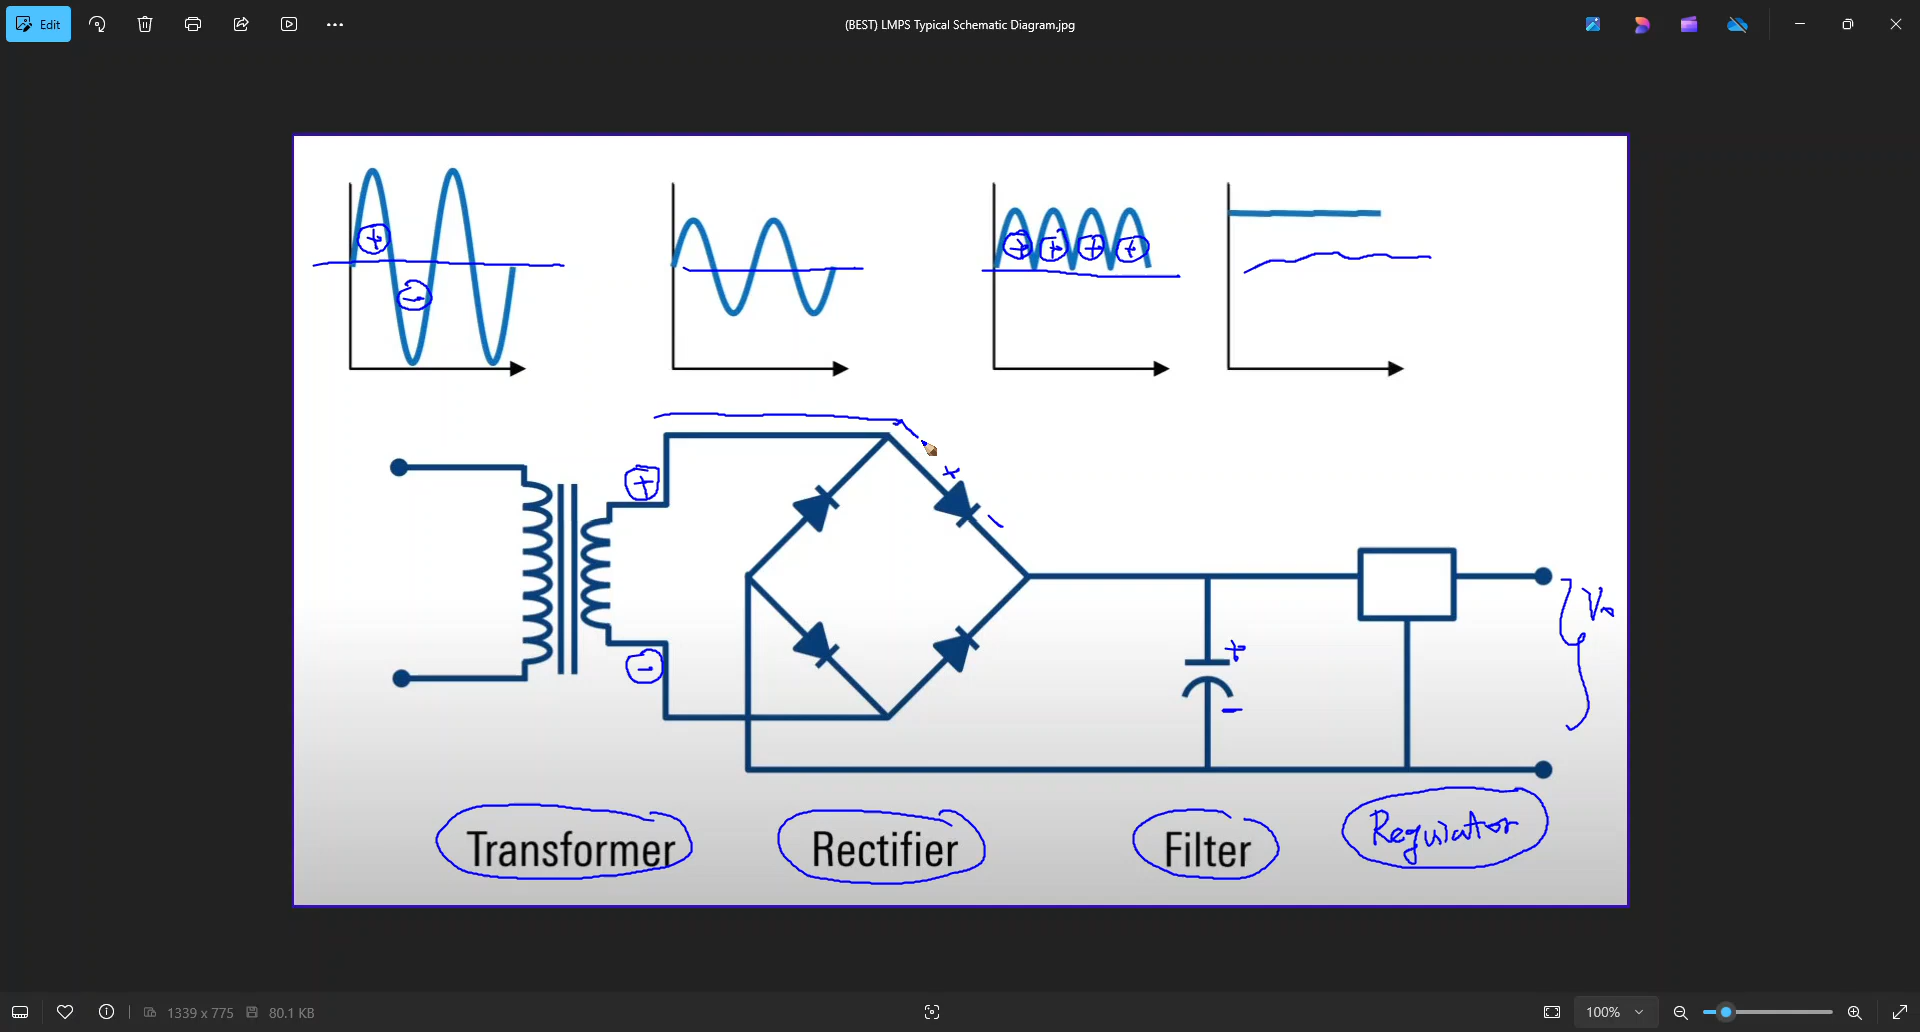 Edit
(BEST) LMPS Typical Schematic Diagram.jpg
+
-
+ + + +
+
+
-
-
+
-
Transformer
Rectifier
Filter
Regulator
1339 x 775
80.1 KB
100%